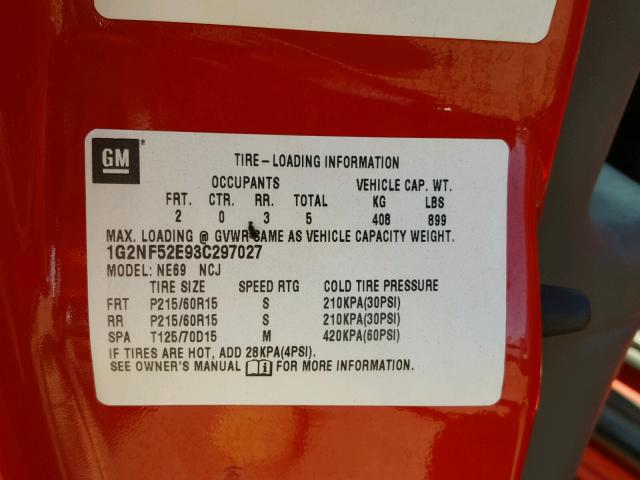 GM ®
TIRE-LOADING INFORMATION
OCCUPANTS VEHICLE CAP. WT.
FRT. CTR. RR. TOTAL KG LBS
2 0 3 5 408 899
MAX. LOADING @ GVWR SAME AS VEHICLE CAPACITY WEIGHT.
1G2NF52E93C297027
MODEL: NE69 NCJ
TIRE SIZE SPEED RTG COLD TIRE PRESSURE
FRT P215/60R15 S 210KPA(30PSI)
RR P215/60R15 S 210KPA(30PSI)
SPA T125/70D15 M 420KPA(60PSI)
IF TIRES ARE HOT, ADD 28KPA(4PSI).
SEE OWNER'S MANUAL FOR MORE INFORMATION.